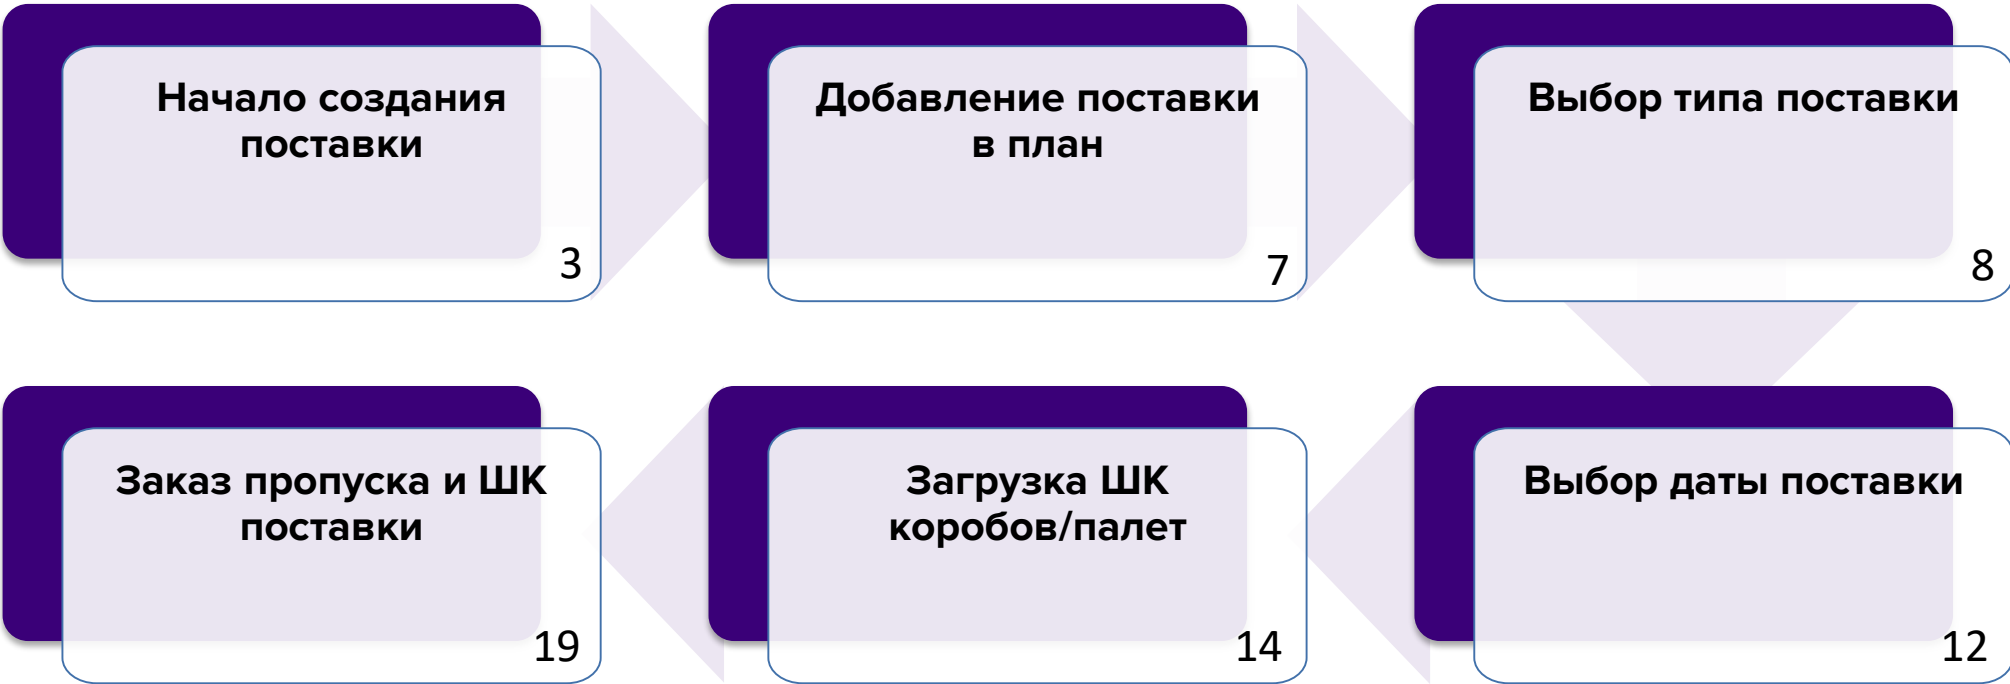 Начало создания
поставки
3
Добавление поставки
в план
7
Выбор типа поставки
8
Выбор даты поставки
12
Загрузка ШК
коробов/палет
14
Заказ пропуска и ШК
поставки
19